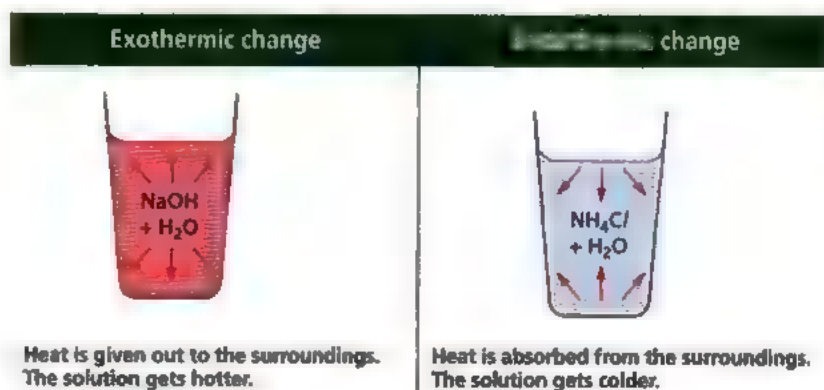 Exothermic change
change
NaOH
+ H₂O
NH₄Cl
+ H₂O
Heat is given out to the surroundings.
The solution gets hotter.
Heat is absorbed from the surroundings.
The solution gets colder.